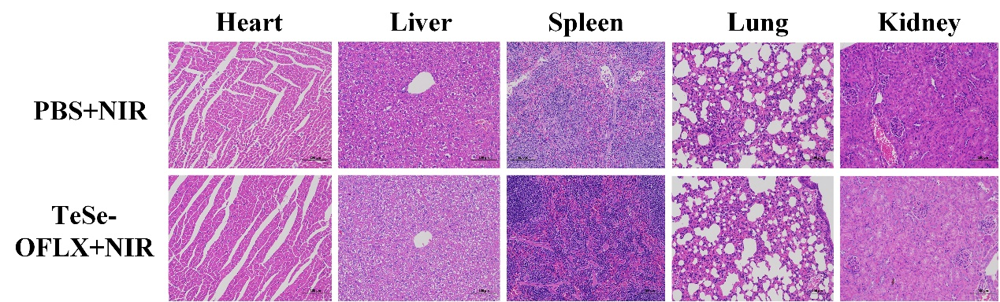 Heart Liver Spleen Lung Kidney
PBS+NIR
TeSe-
OFLX+NIR